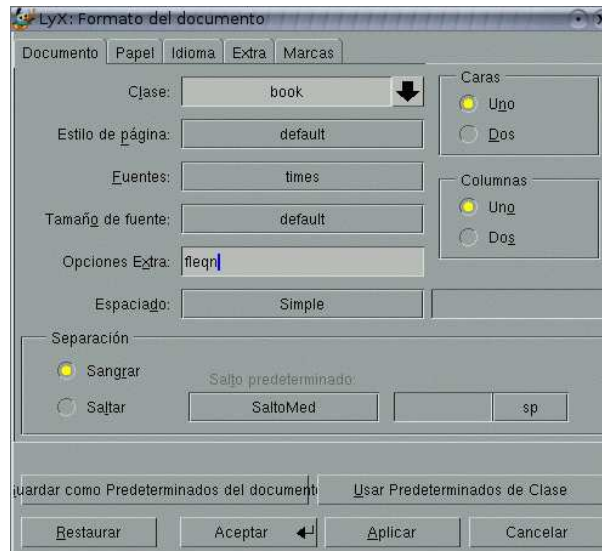 LyX: Formato del documento
Documento Papel Idioma Extra Marcas
Clase: book
Estilo de página: default
Fuentes: times
Tamaño de fuente: default
Opciones Extra: fleqn
Espaciado: Simple
Caras
Uno
Dos
Columnas
Uno
Dos
Separación
Sangrar
Saltar
Salto predeterminado:
SaltoMed sp
uardar como Predeterminados del document Usar Predeterminados de Clase
Restaurar Aceptar Aplicar Cancelar